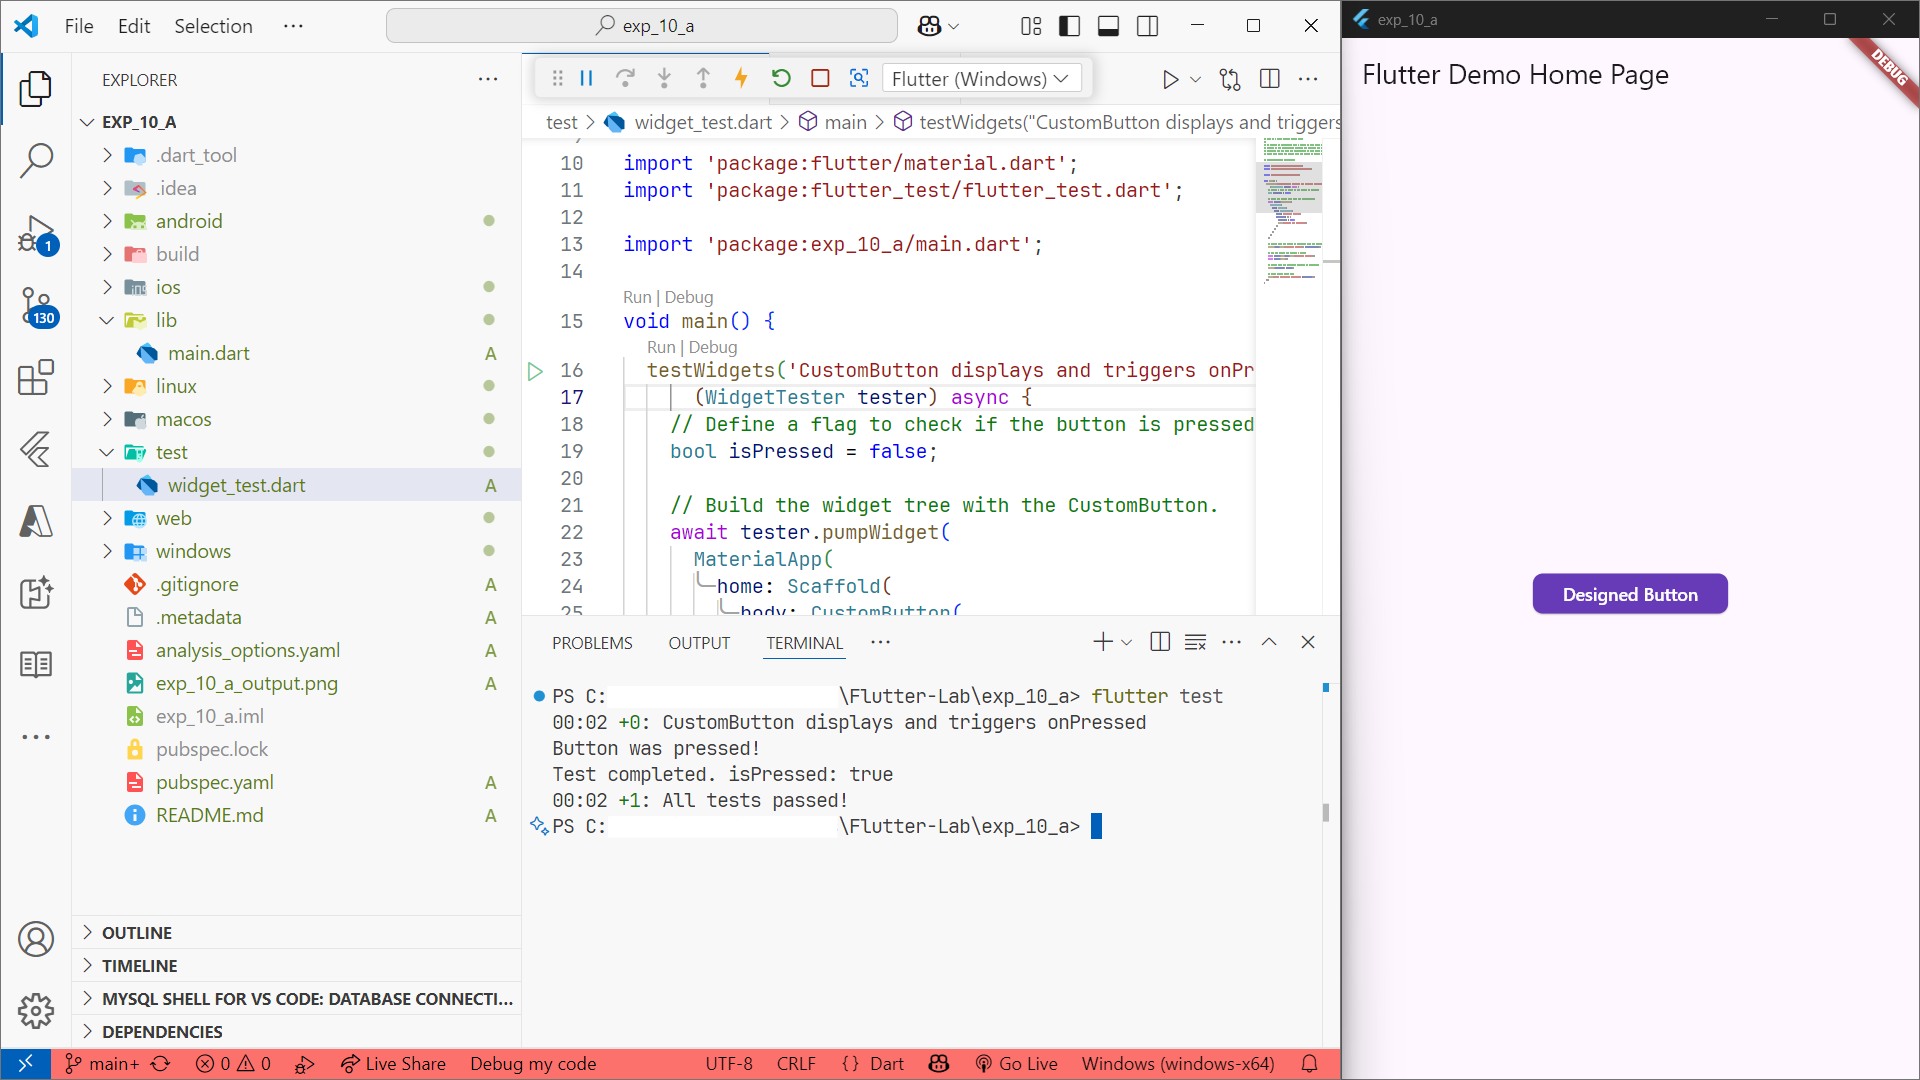 File Edit Selection ···
exp_10_a
EXPLORER
EXP_10_A
.dart_tool
.idea
android
build
ios
lib
main.dart A
linux
macos
test
widget_test.dart A
web
windows
.gitignore A
.metadata A
analysis_options.yaml A
exp_10_a_output.png A
exp_10_a.iml
pubspec.lock
pubspec.yaml A
README.md A
OUTLINE
TIMELINE
MYSQL SHELL FOR VS CODE: DATABASE CONNECTI...
DEPENDENCIES
1
130
Flutter (Windows)
test > widget_test.dart > main > testWidgets("CustomButton displays and triggers
10 import 'package:flutter/material.dart';
11 import 'package:flutter_test/flutter_test.dart';
12
13 import 'package:exp_10_a/main.dart';
14
Run | Debug
15 void main() {
Run | Debug
16 testWidgets('CustomButton displays and triggers onPr
17 (WidgetTester tester) async {
18 // Define a flag to check if the button is pressed
19 bool isPressed = false;
20
21 // Build the widget tree with the CustomButton.
22 await tester.pumpWidget(
23 MaterialApp(
24 home: Scaffold(
25 body: CustomButton(
PROBLEMS OUTPUT TERMINAL ···
PS C: \Flutter-Lab\exp_10_a> flutter test
00:02 +0: CustomButton displays and triggers onPressed
Button was pressed!
Test completed. isPressed: true
00:02 +1: All tests passed!
PS C: \Flutter-Lab\exp_10_a>
main+ 0 0 Live Share Debug my code UTF-8 CRLF {} Dart Go Live Windows (windows-x64)
exp_10_a
Flutter Demo Home Page
DEBUG
Designed Button